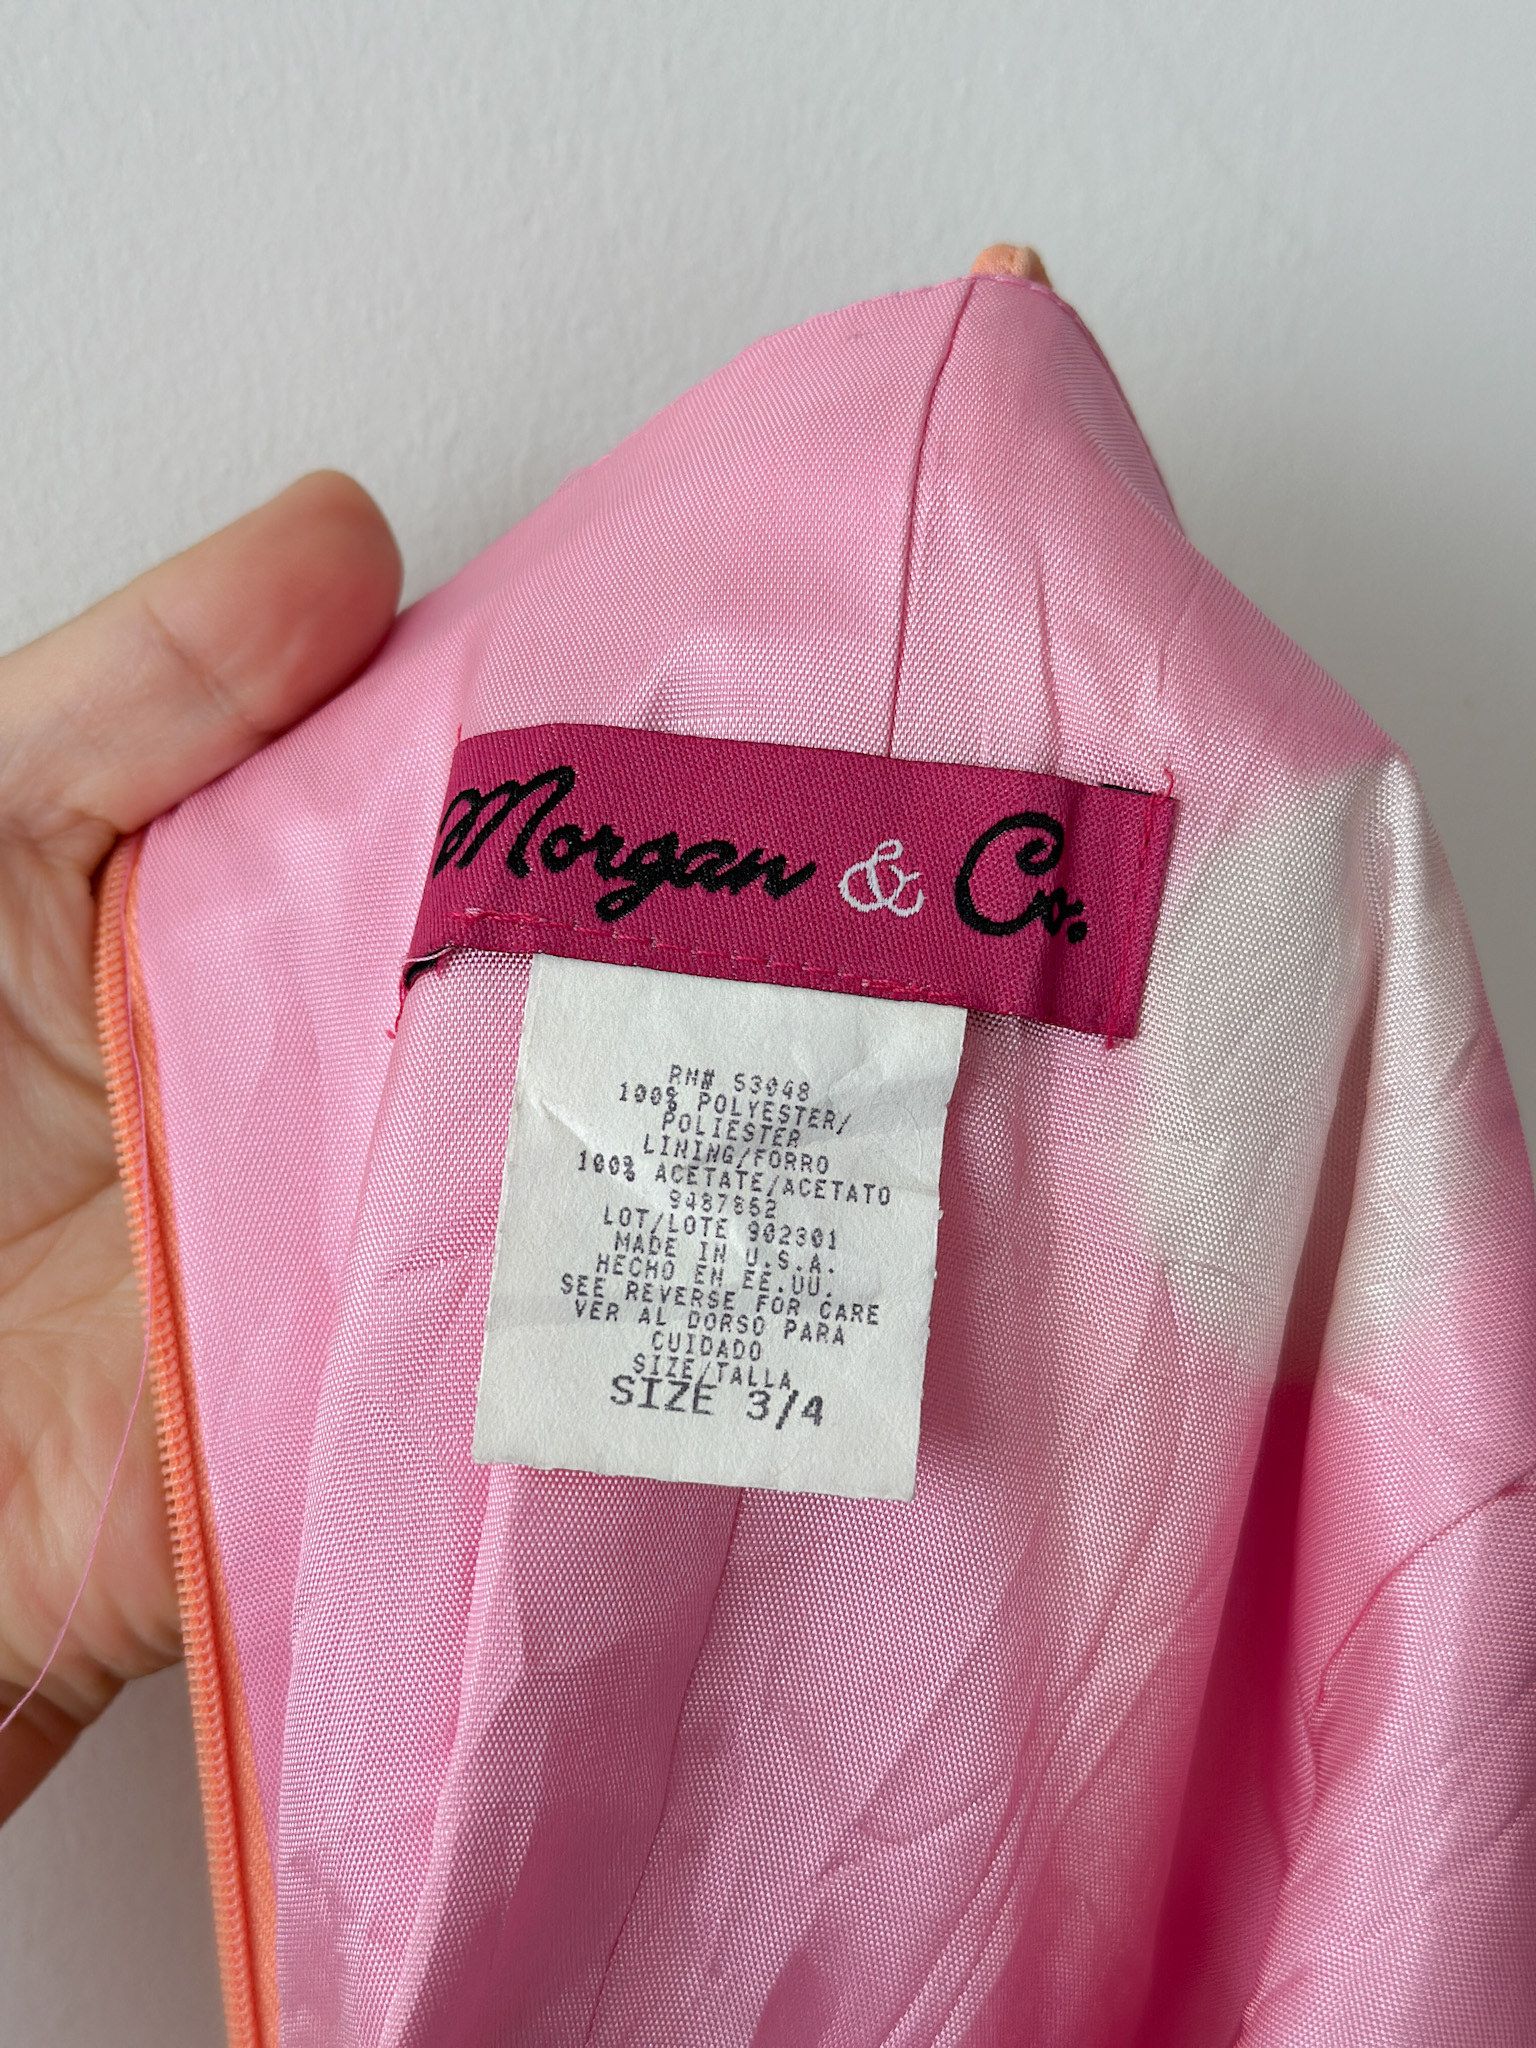 Morgan & Co.
RN# 53048
100% POLYESTER/
POLIESTER
LINING/FORRO
100% ACETATE/ACETATO
9487862
LOT/LOTE 902301
MADE IN U.S.A.
HECHO EN EE.UU.
SEE REVERSE FOR CARE
VER AL DORSO PARA
CUIDADO
SIZE/TALLA
SIZE 3/4